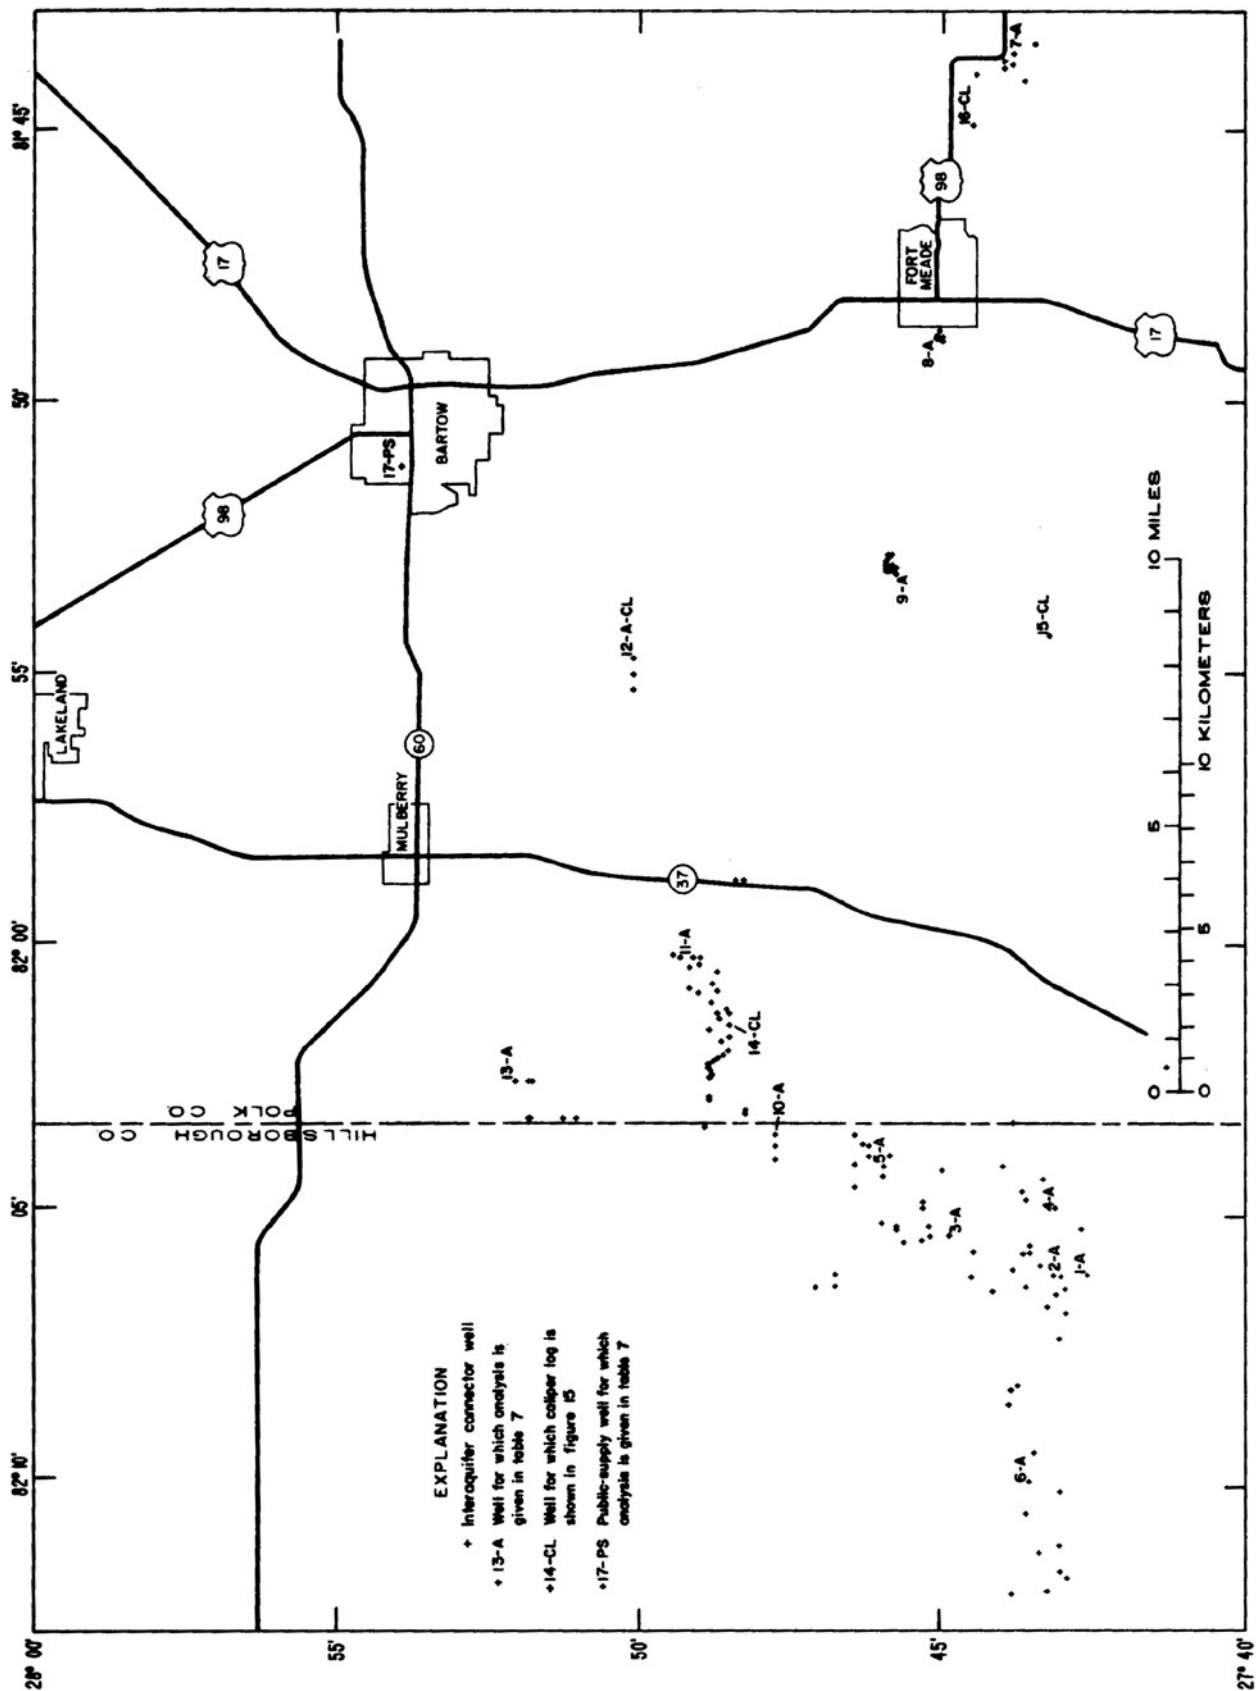 82° 10'
05'
82° 00'
55'
50'
81° 45'
28° 00'
LAKELAND
HILLSBOROUGH CO
POLK CO.
98
17
55'
60
MULBERRY
17-PS
BARTOW
EXPLANATION
+ Interaquifer connector well
+ 13-A Well for which analysis is
given in table 7
+14-CL Well for which caliper log is
shown in figure 15
+17-PS Public-supply well for which
analysis is given in table 7
13-A
12-A-CL
50'
37
11-A
14-CL
10-A
5-A
9-A
8-A
FORT
MEADE
98
16-CL
7-A
45'
3-A
6-A
2-A
4-A
1-A
15-CL
17
0
5
10 MILES
0
5
10 KILOMETERS
27° 40'